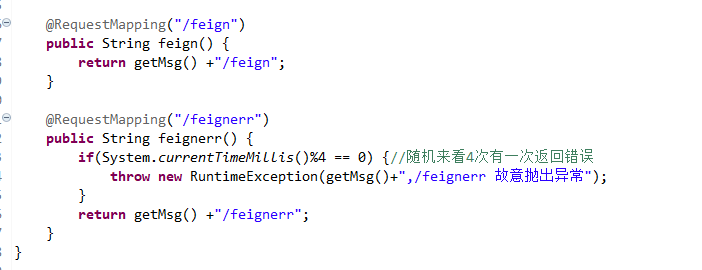 @RequestMapping("/feign")
public String feign() {
return getMsg() +"/feign";
}
@RequestMapping("/feignerr")
public String feignerr() {
if(System.currentTimeMillis()%4 == 0) {//随机来看4次有一次返回错误
throw new RuntimeException(getMsg()+",/feignerr 故意抛出异常");
}
return getMsg() +"/feignerr";
}
}